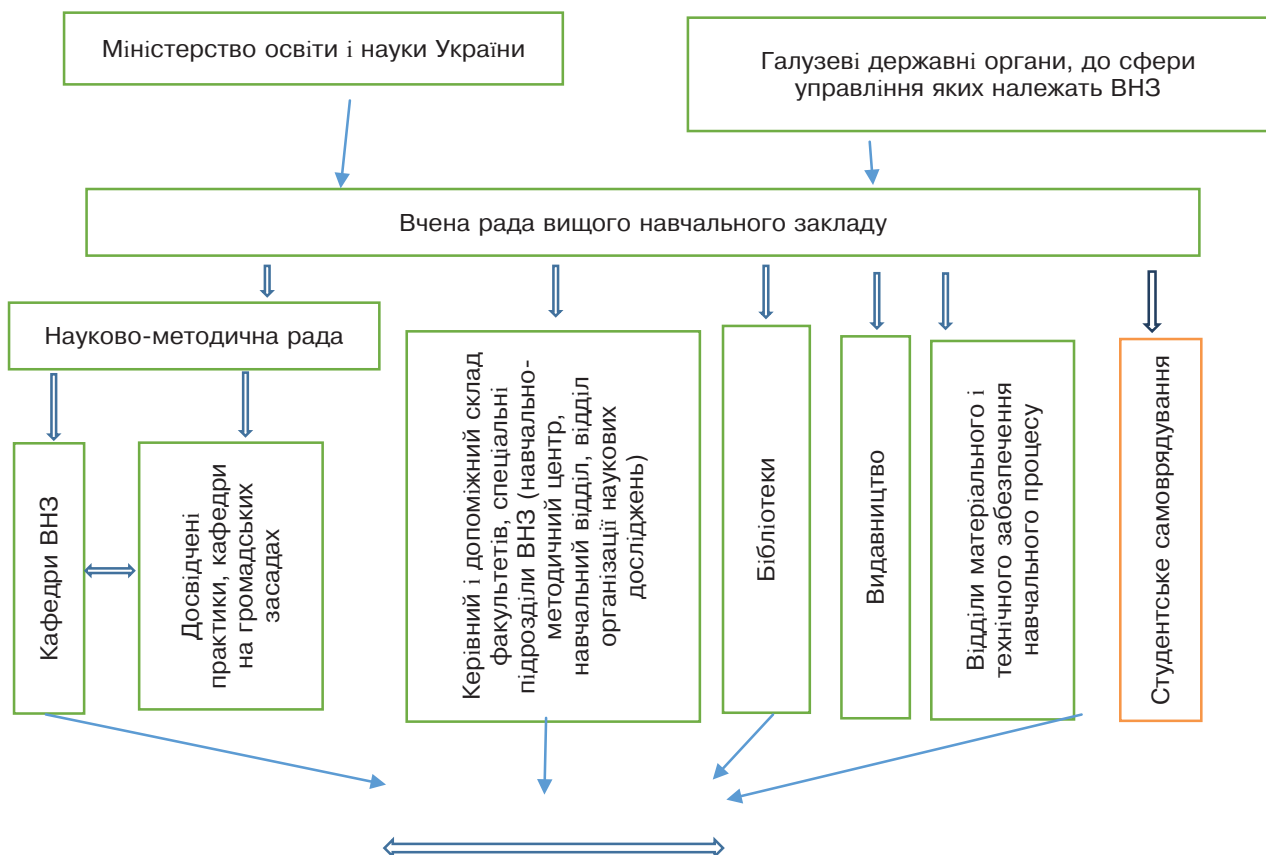 Міністерство освіти і науки України
Галузеві державні органи, до сфери
управління яких належать ВНЗ
Вчена рада вищого навчального закладу
Науково-методична рада
Кафедри ВНЗ
Досвідчені
практики, кафедри
на громадських
засадах
Керівний і допоміжний склад
факультетів, спеціальні
підрозділи ВНЗ (навчально-
методичний центр,
навчальний відділ, відділ
організації наукових
досліджень)
Бібліотеки
Видавництво
Відділи матеріального і
технічного забезпечення
навчального процесу
Студентське самоврядування